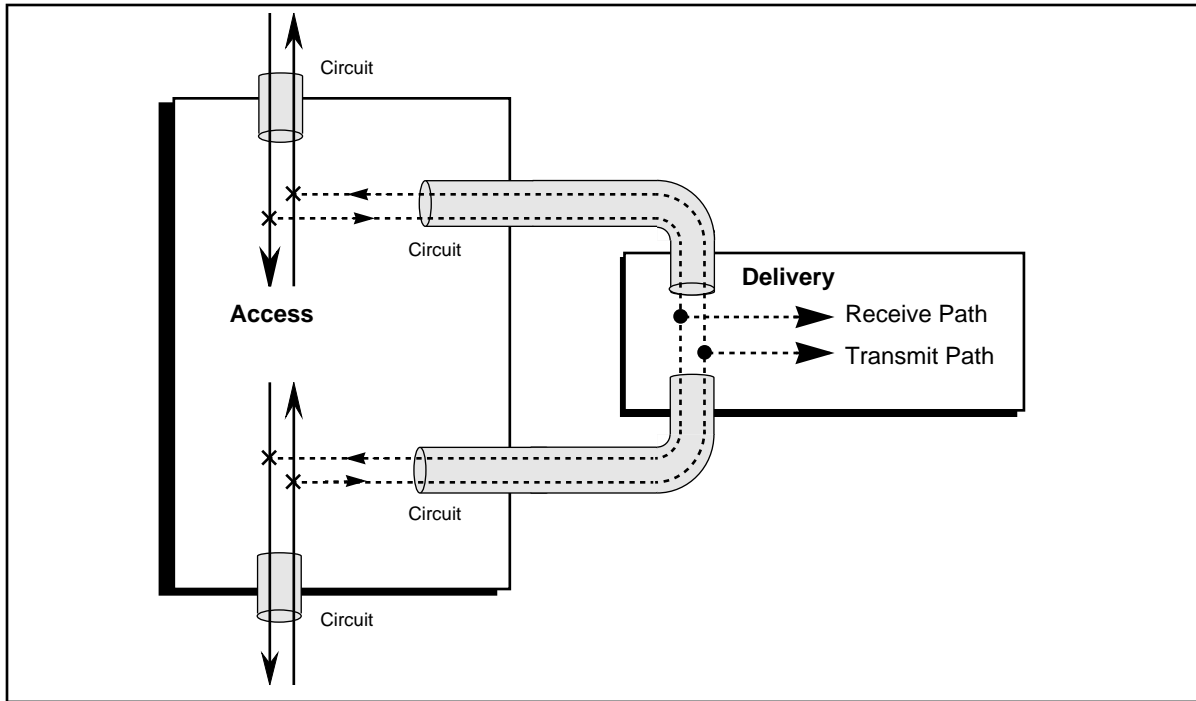 Circuit
Circuit
Delivery
Access
Receive Path
Transmit Path
Circuit
Circuit